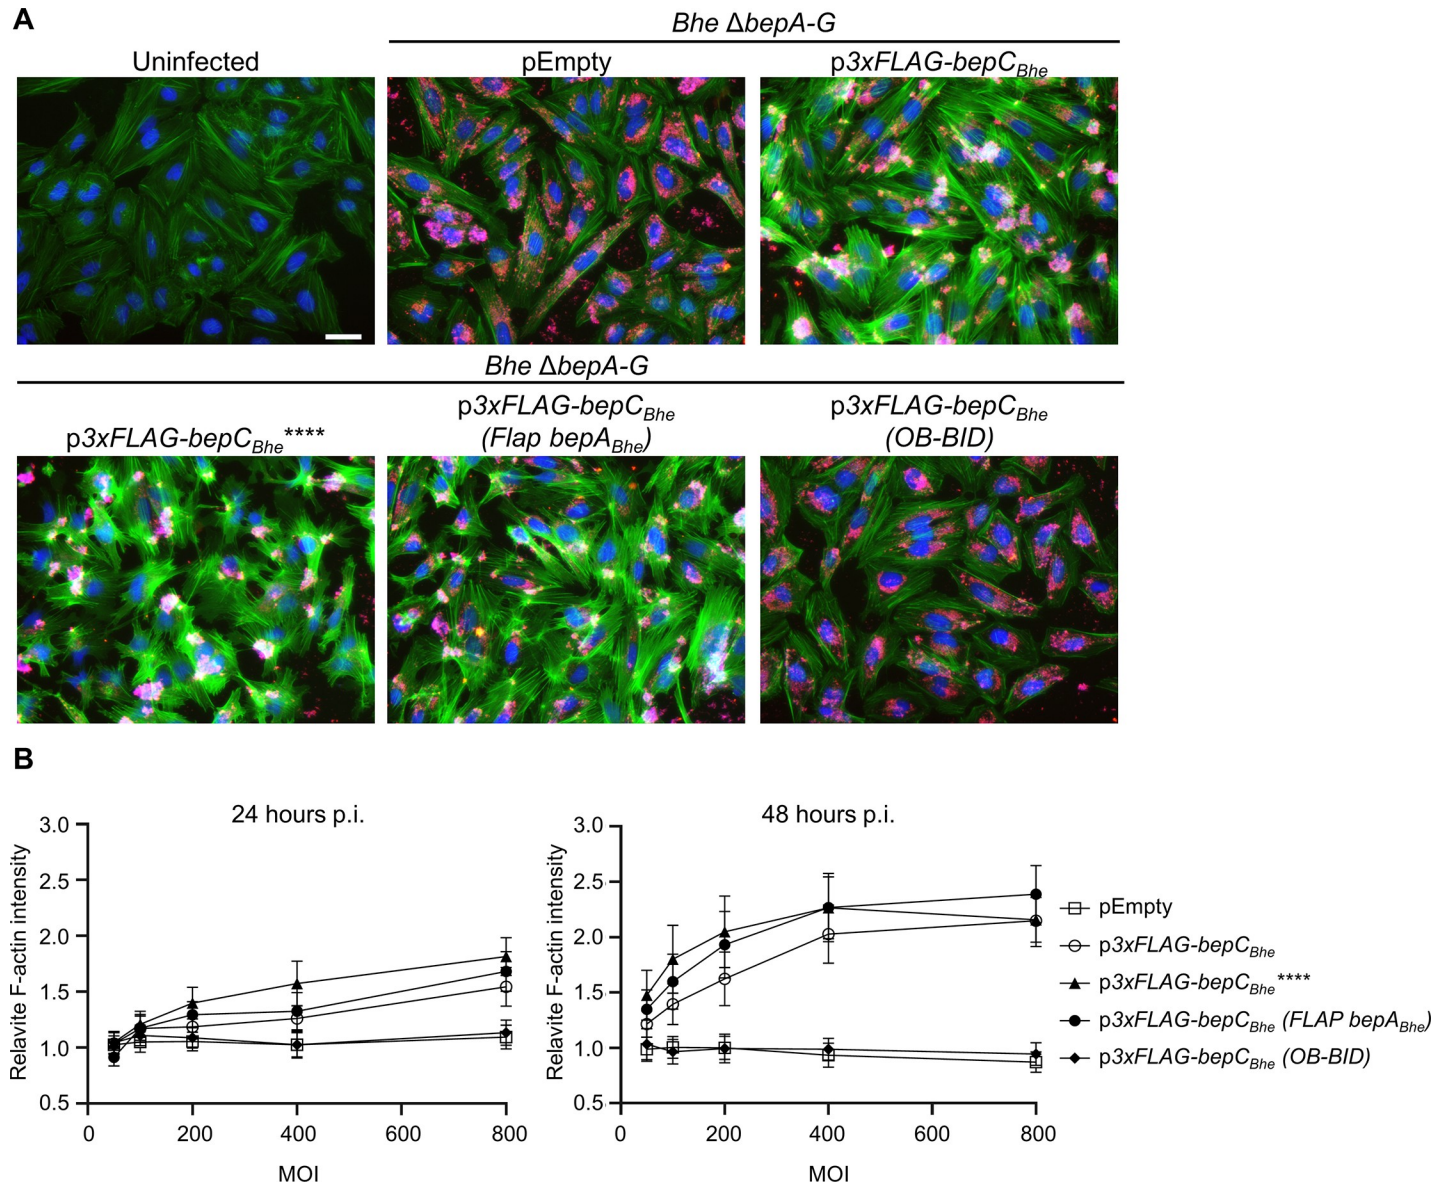 A
Bhe ΔbepA-G
Uninfected
pEmpty
p3xFLAG-bepCBhe
Bhe ΔbepA-G
p3xFLAG-bepCBhe****
p3xFLAG-bepCBhe
(Flap bepABhe)
p3xFLAG-bepCBhe
(OB-BID)
B
24 hours p.i.
Relavite F-actin intensity
3.0
2.5
2.0
1.5
1.0
0.5
0 200 400 600 800
MOI
48 hours p.i.
Relavite F-actin intensity
3.0
2.5
2.0
1.5
1.0
0.5
0 200 400 600 800
MOI
pEmpty
p3xFLAG-bepCBhe
p3xFLAG-bepCBhe****
p3xFLAG-bepCBhe (FLAP bepABhe)
p3xFLAG-bepCBhe (OB-BID)